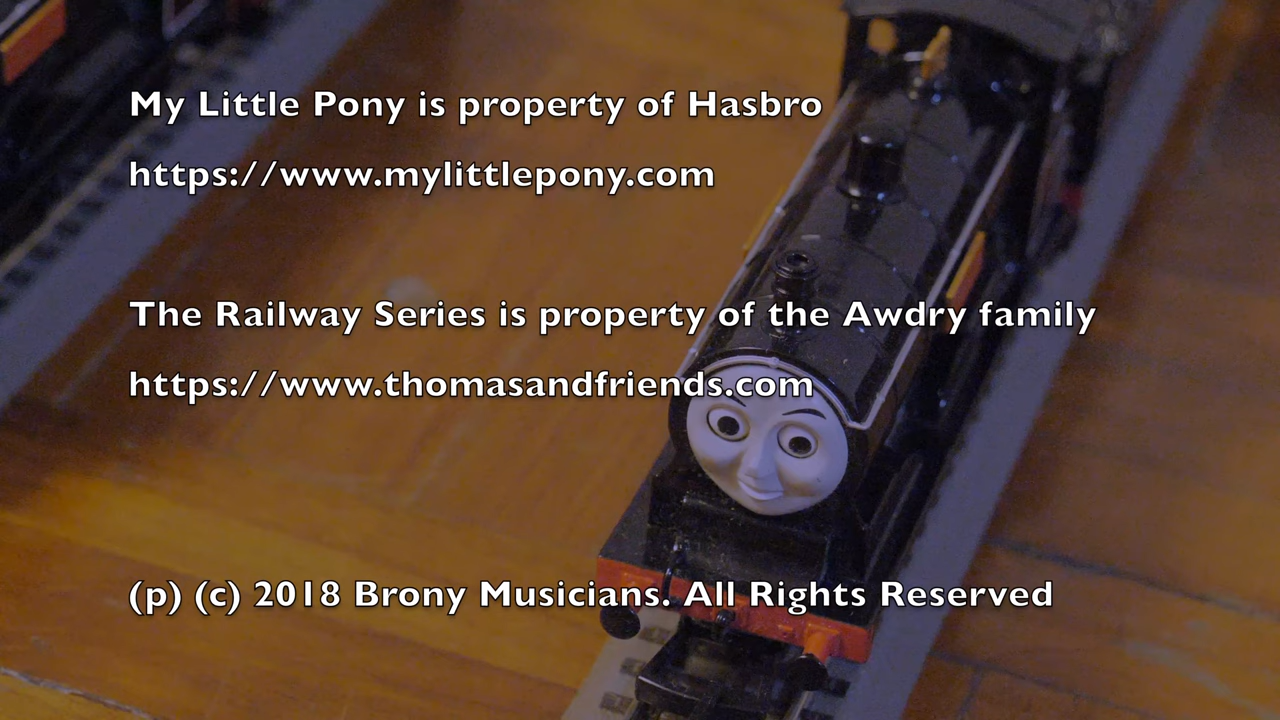 My Little Pony is property of Hasbro
https://www.mylittlepony.com
The Railway Series is property of the Awdry family
https://www.thomasandfriends.com
(p) (c) 2018 Brony Musicians. All Rights Reserved